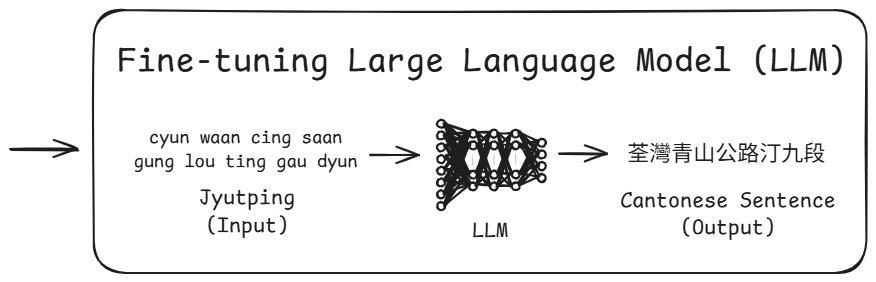 Fine-tuning Large Language Model (LLM)
cyun waan cing saan
gung lou ting gau dyun
Jyutping
(Input)
LLM
荃灣青山公路汀九段
Cantonese Sentence
(Output)